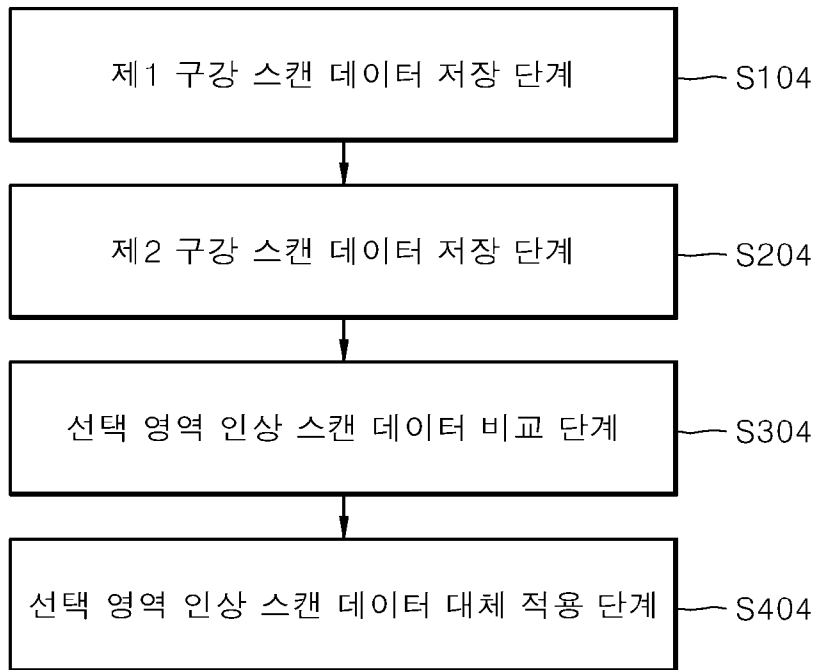 제1 구강 스캔 데이터 저장 단계
S104
제2 구강 스캔 데이터 저장 단계
S204
선택 영역 인상 스캔 데이터 비교 단계
S304
선택 영역 인상 스캔 데이터 대체 적용 단계
S404